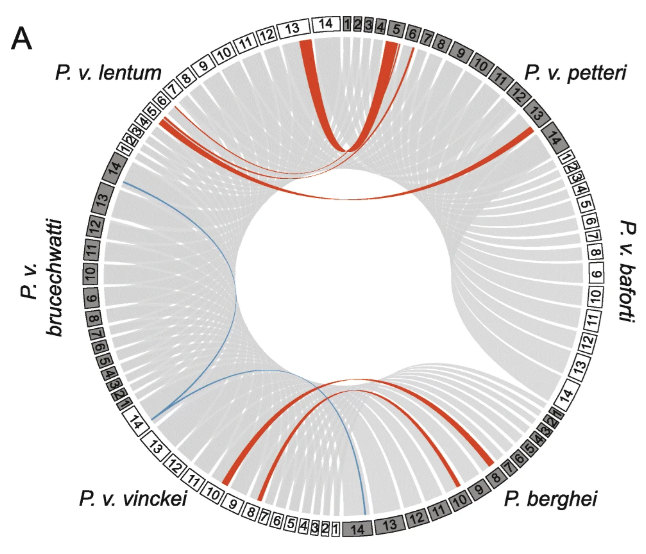 A
P. v. lentum
1 2 3 4 5 6 7 8 9 10 11 12 13 14
P. v. petteri
1 2 3 4 5 6 7 8 9 10 11 12 13 14
P. v. baforti
1 2 3 4 5 6 7 8 6 10 11 12 13 14
P. berghei
1 2 3 4 5 6 7 8 9 10 11 12 13 14
P. v. vinckei
1 2 3 4 5 6 7 8 9 10 11 12 13 14
P. v.
brucechwatti
1 2 3 4 5 6 7 8 6 10 11 12 13 14